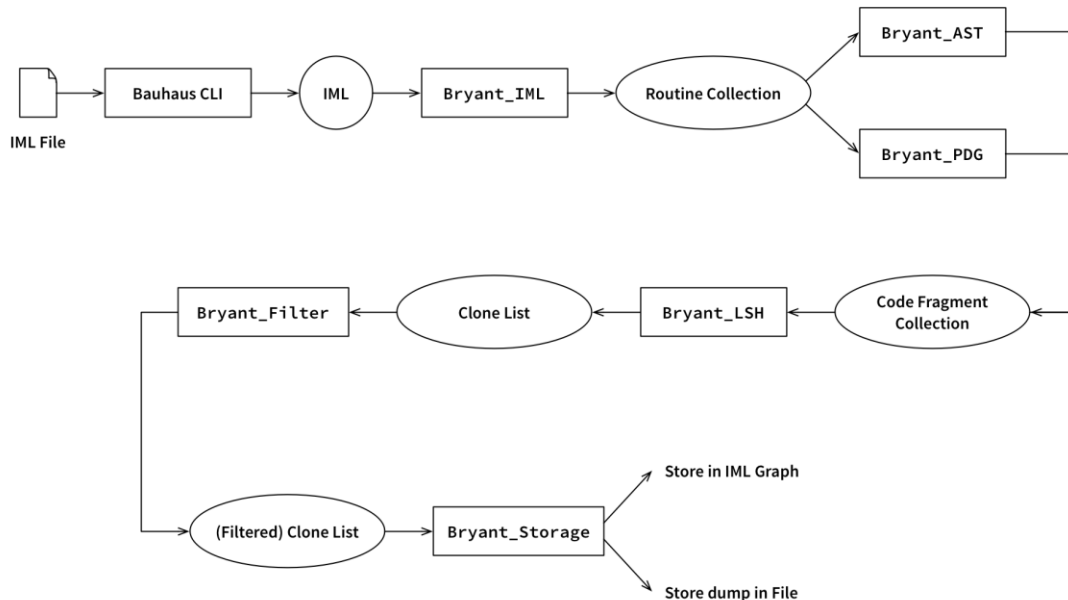 Bryant_AST
Bauhaus CLI
IML
Bryant_IML
Routine Collection
IML File
Bryant_PDG
Bryant_Filter
Clone List
Bryant_LSH
Code Fragment
Collection
Store in IML Graph
(Filtered) Clone List
Bryant_Storage
Store dump in File